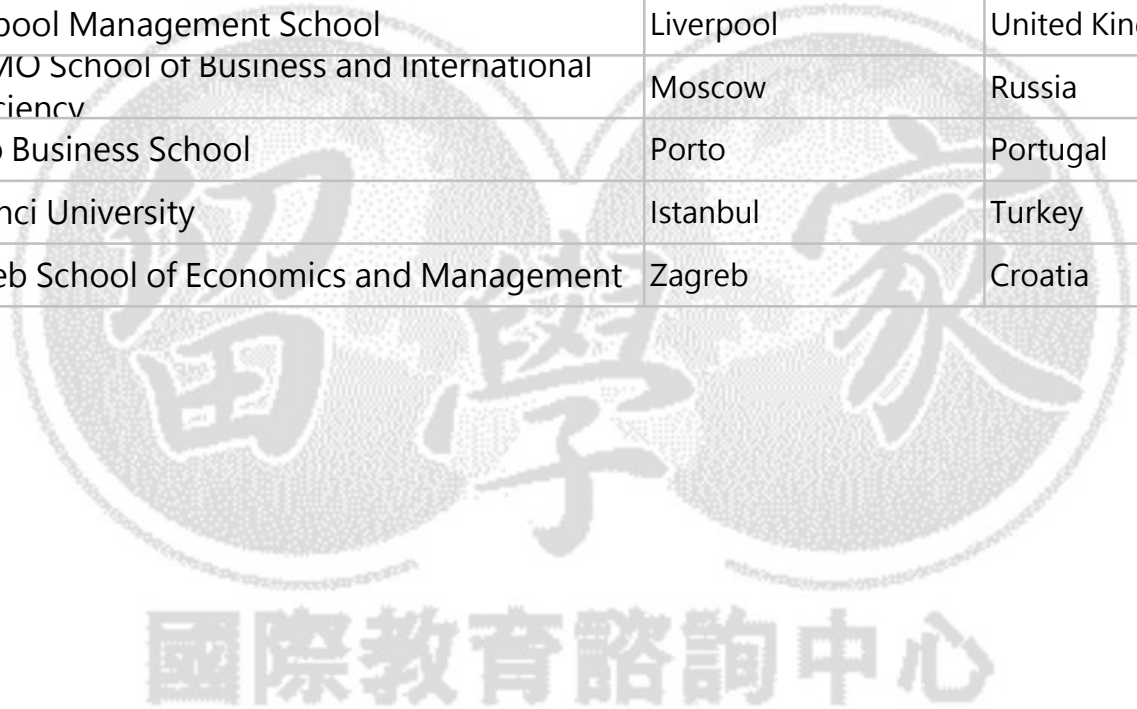 pool Management School Liverpool United Kin
MO School of Business and International
ciency Moscow Russia
Business School Porto Portugal
nci University Istanbul Turkey
eb School of Economics and Management Zagreb Croatia
留學家
國際教育諮詢中心